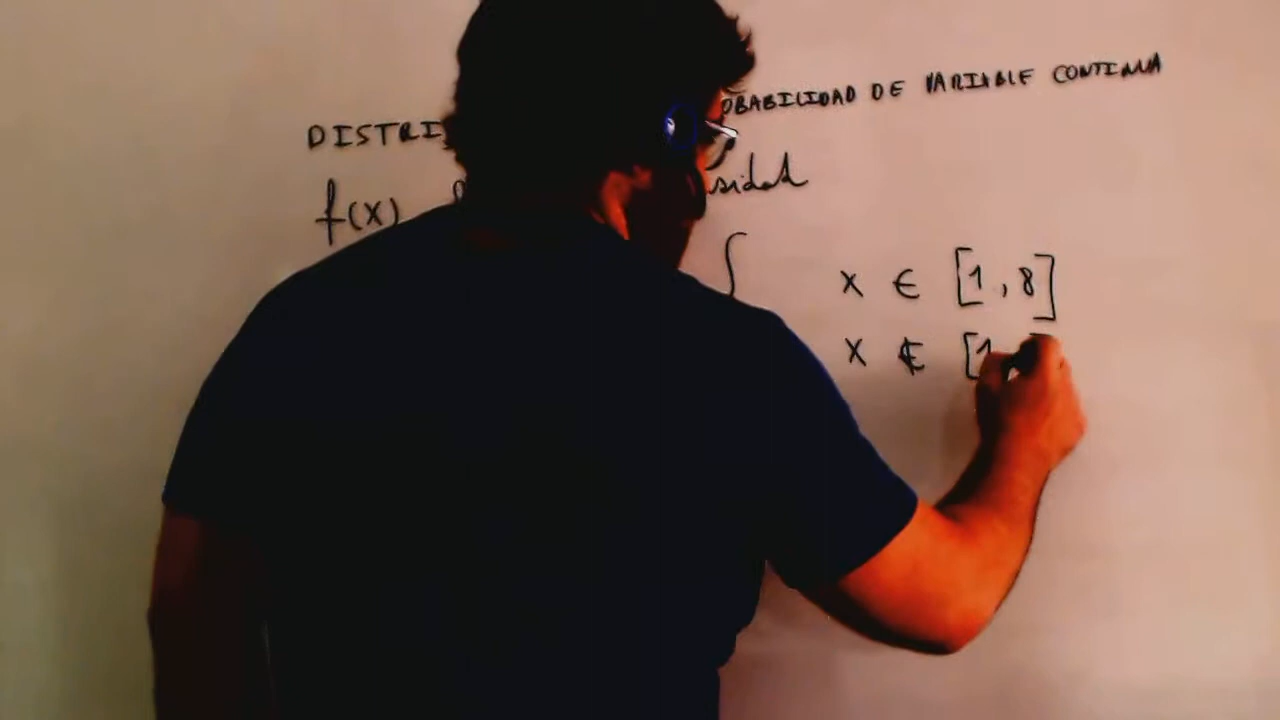 DISTRI OBABILIDAD DE VARIABLE CONTINUA
f(x) sidad
x ∈ [1, 8]
x ∉ [1